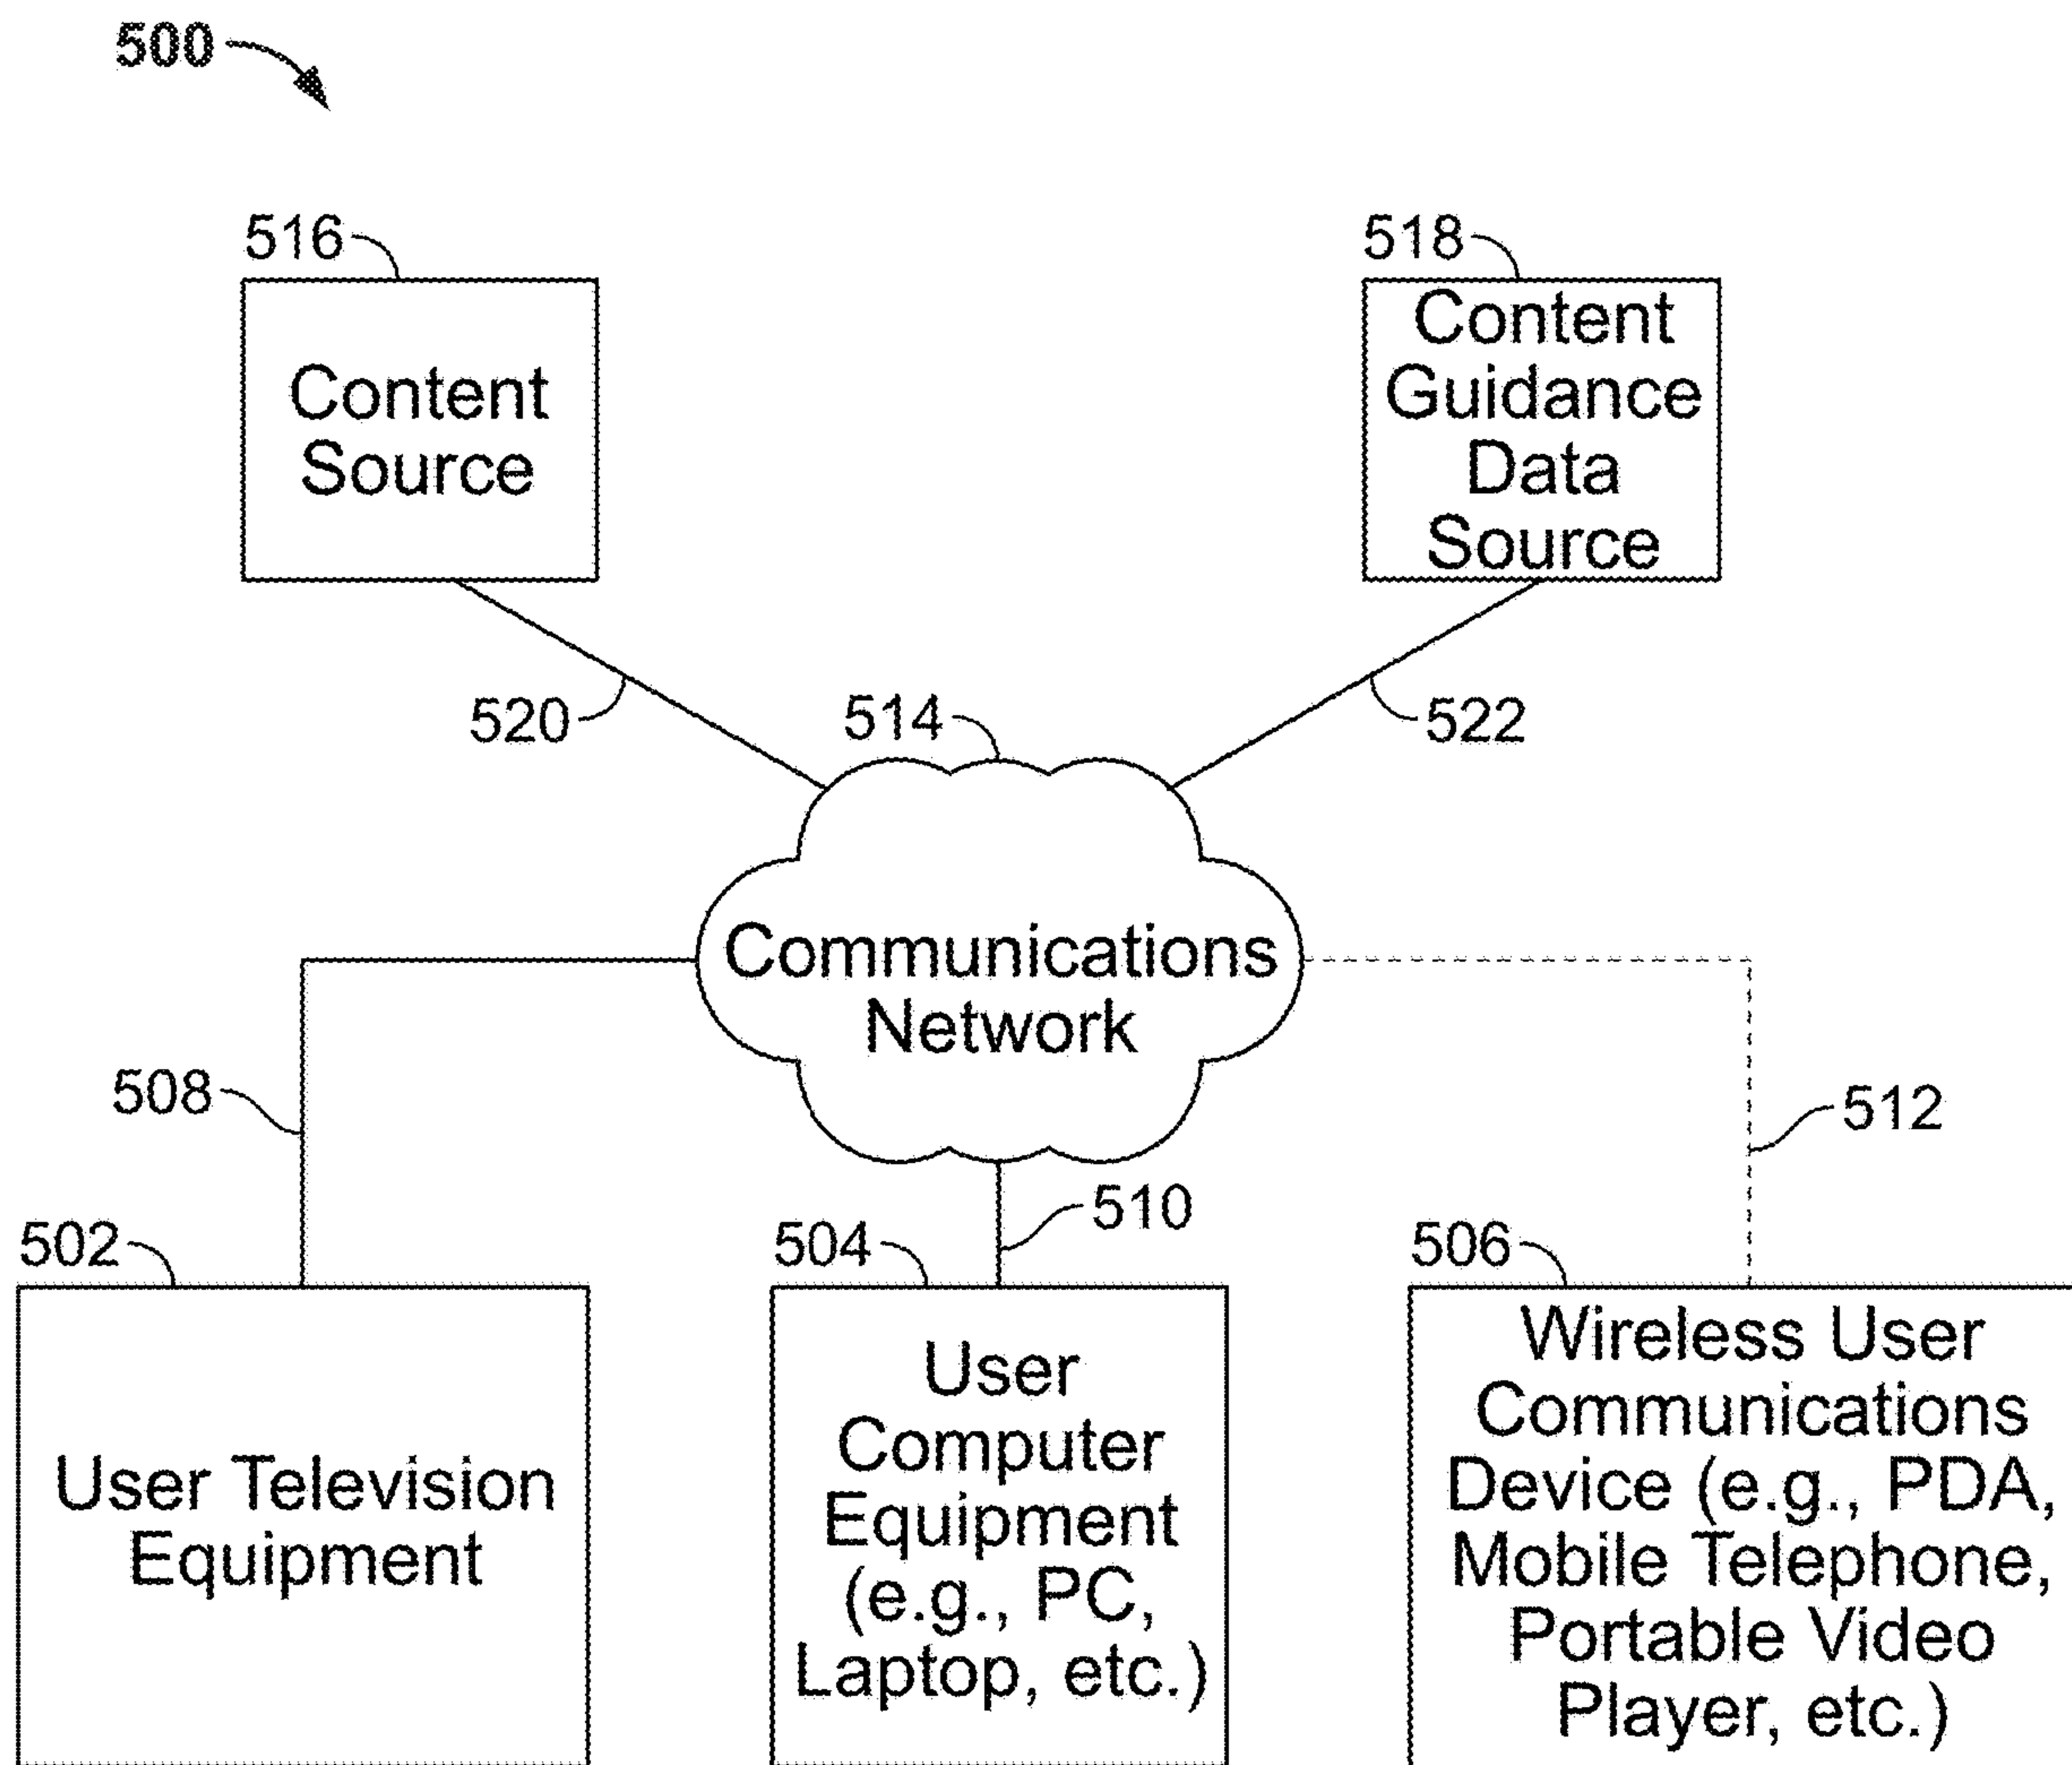 500
516
518
Content
Source
Content
Guidance
Data
Source
520
514
522
Communications
Network
508
512
510
502
504
506
User Television
Equipment
User
Computer
Equipment
(e.g., PC,
Laptop, etc.)
Wireless User
Communications
Device (e.g., PDA,
Mobile Telephone,
Portable Video
Player, etc.)